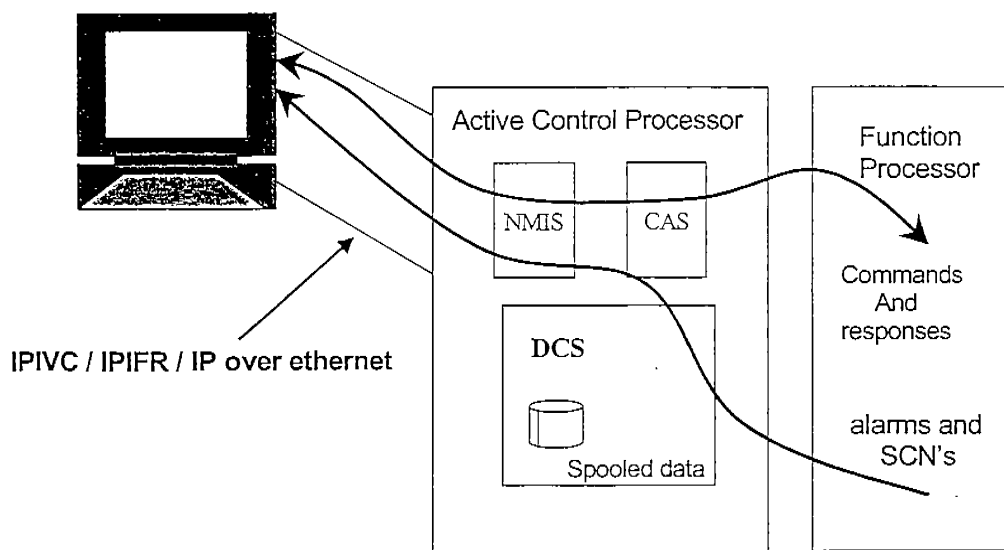 Active Control Processor
Function
Processor
NMIS
CAS
Commands
And
responses
IPIVC / IPIFR / IP over ethernet
DCS
Spooled data
alarms and
SCN's